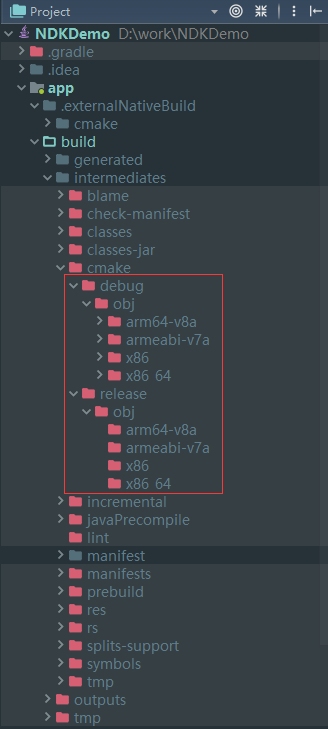 Project
NDKDemo D:\work\NDKDemo
.gradle
.idea
app
.externalNativeBuild
cmake
build
generated
intermediates
blame
check-manifest
classes
classes-jar
cmake
debug
obj
arm64-v8a
armeabi-v7a
x86
x86_64
release
obj
arm64-v8a
armeabi-v7a
x86
x86_64
incremental
javaPrecompile
lint
manifest
manifests
prebuild
res
rs
splits-support
symbols
tmp
outputs
tmp